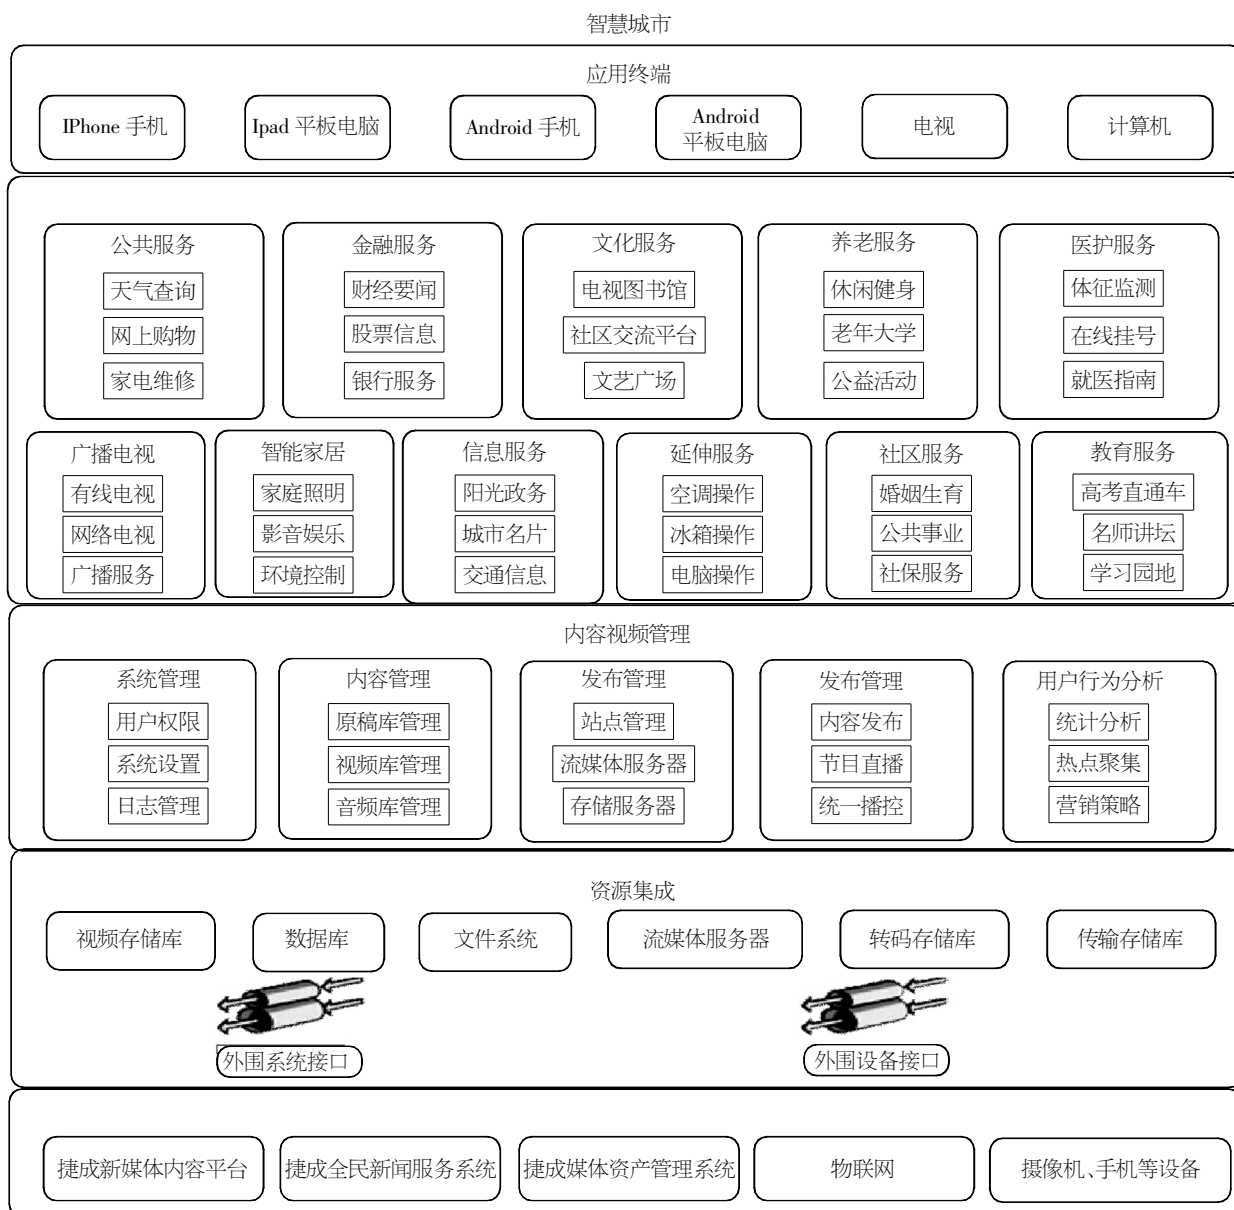 智慧城市
应用终端
IPhone 手机
Ipad 平板电脑
Android 手机
Android
平板电脑
电视
计算机
公共服务
天气查询
网上购物
家电维修
金融服务
财经要闻
股票信息
银行服务
文化服务
电视图书馆
社区交流平台
文艺广场
养老服务
休闲健身
老年大学
公益活动
医护服务
体征监测
在线挂号
就医指南
广播电视
有线电视
网络电视
广播服务
智能家居
家庭照明
影音娱乐
环境控制
信息服务
阳光政务
城市名片
交通信息
延伸服务
空调操作
冰箱操作
电脑操作
社区服务
婚姻生育
公共事业
社保服务
教育服务
高考直通车
名师讲坛
学习园地
内容视频管理
系统管理
用户权限
系统设置
日志管理
内容管理
原稿库管理
视频库管理
音频库管理
发布管理
站点管理
流媒体服务器
存储服务器
发布管理
内容发布
节目直播
统一播控
用户行为分析
统计分析
热点聚集
营销策略
资源集成
视频存储库
数据库
文件系统
流媒体服务器
转码存储库
传输存储库
外围系统接口
外围设备接口
捷成新媒体内容平台
捷成全民新闻服务系统
捷成媒体资产管理系统
物联网
摄像机、手机等设备